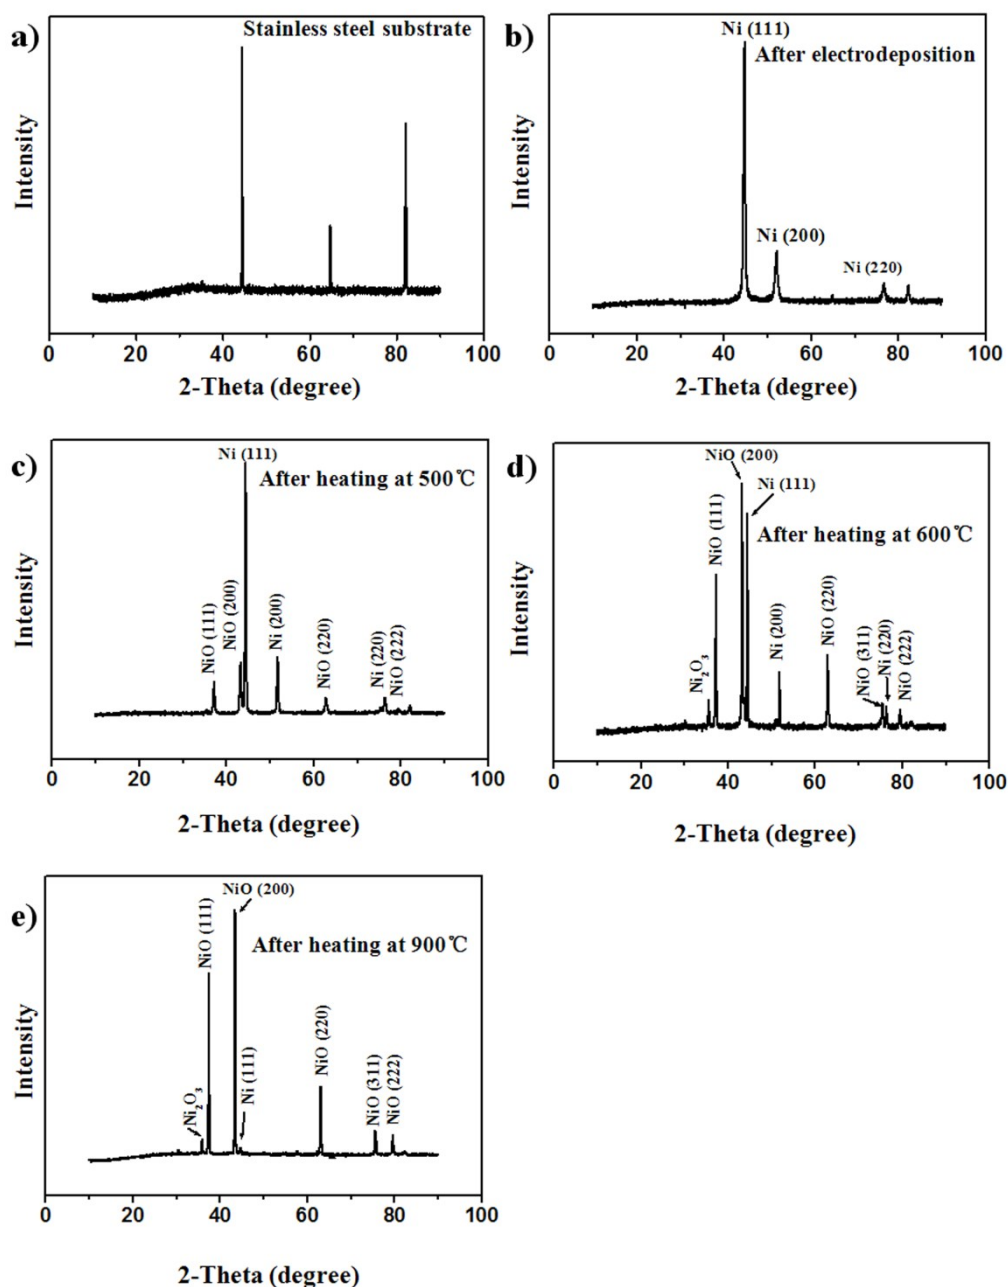 a)
Stainless steel substrate
Intensity
0 20 40 60 80 100
2-Theta (degree)
b)
Ni (111)
After electrodeposition
Ni (200)
Ni (220)
Intensity
0 20 40 60 80 100
2-Theta (degree)
c)
Ni (111)
After heating at 500℃
NiO (111)
NiO (200)
Ni (200)
NiO (220)
Ni (220)
NiO (222)
Intensity
0 20 40 60 80 100
2-Theta (degree)
d)
NiO (200)
Ni (111)
After heating at 600℃
Ni₂O₃
NiO (111)
Ni (200)
NiO (220)
NiO (311)
Ni (220)
NiO (222)
Intensity
0 20 40 60 80 100
2-Theta (degree)
e)
NiO (200)
After heating at 900℃
Ni₂O₃
NiO (111)
Ni (111)
NiO (220)
NiO (311)
NiO (222)
Intensity
0 20 40 60 80 100
2-Theta (degree)